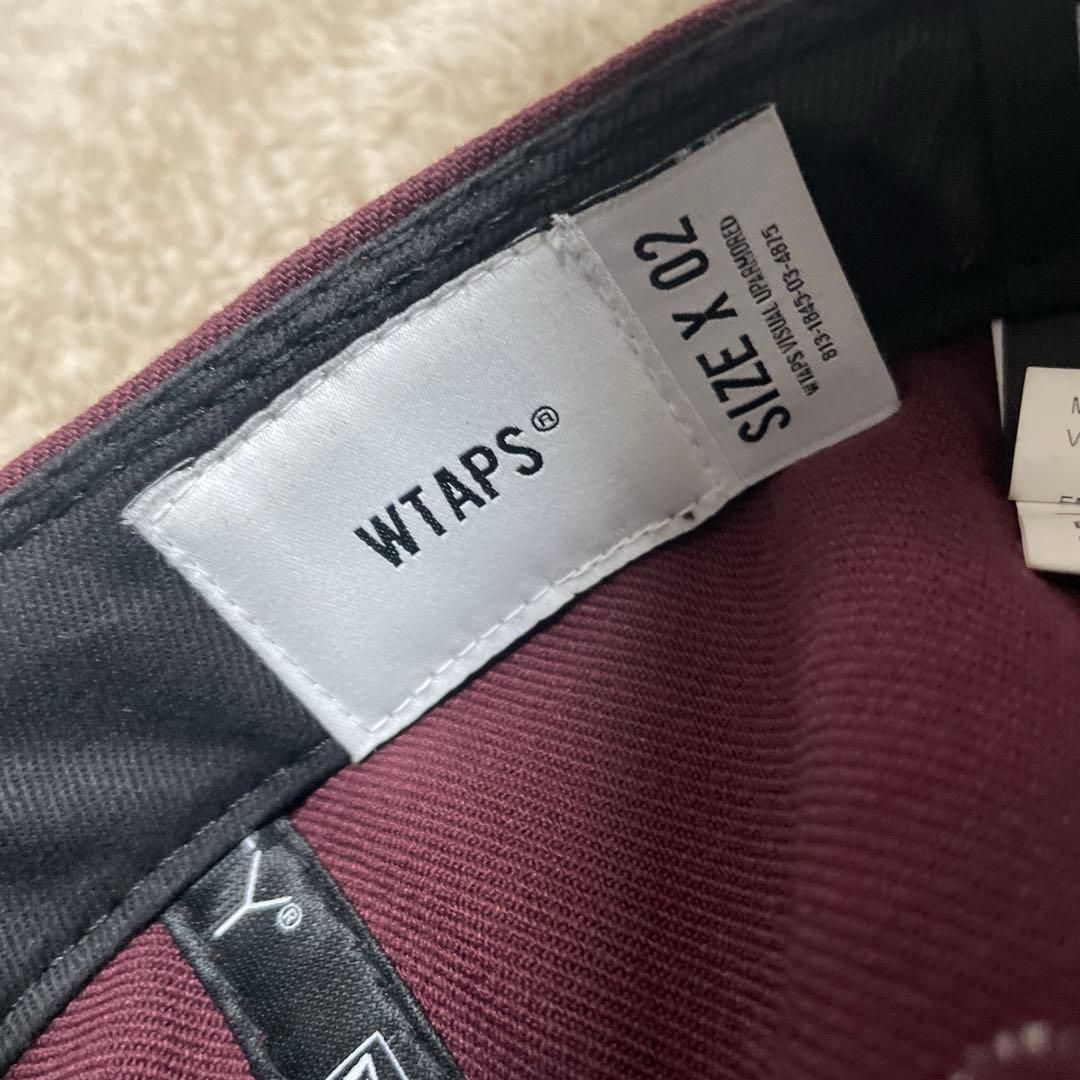 WTAPS®
SIZE X 02
WTAPS VISUAL UPARMORED
813-1845-03-4815
Y®
M
V